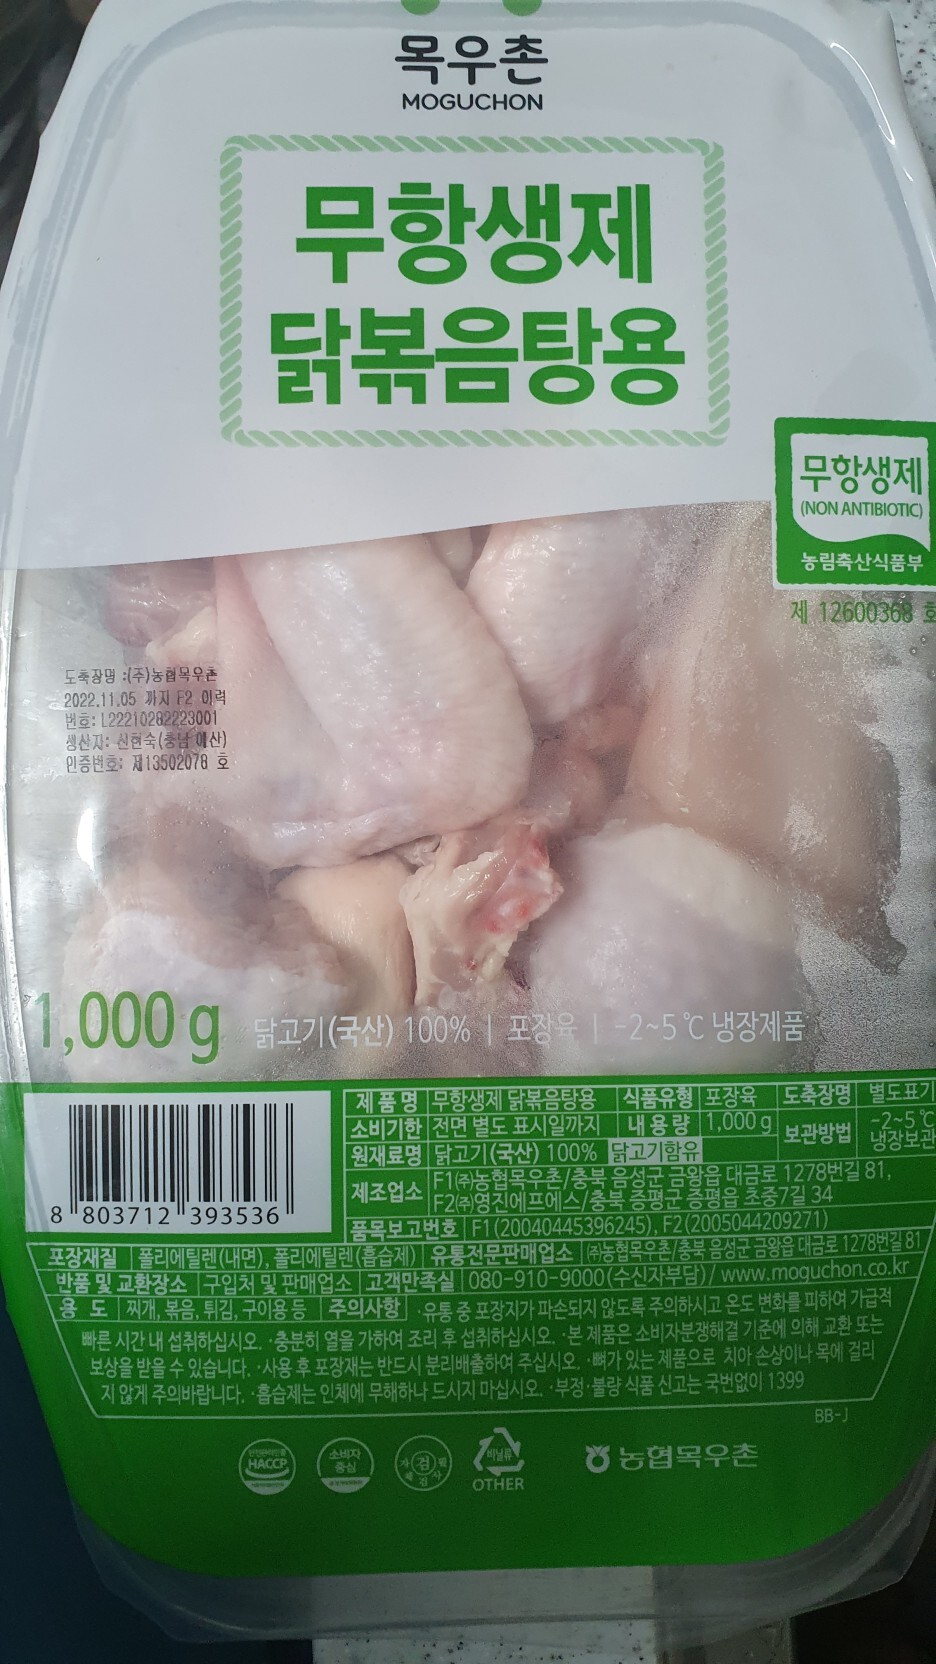 목우촌
MOGUCHON
무항생제
닭볶음탕용
무항생제
(NON ANTIBIOTIC)
농림축산식품부
제 12600368 호
도축장명 :(주)농협목우촌
2022.11.05 까지 F2 이력
번호: L22210282223001
생산자: 신현숙(충남 예산)
인증번호: 제13502078 호
1,000 g 닭고기(국산) 100% | 포장육 | -2~5℃ 냉장제품
8 803712 393536
제 품 명 무항생제 닭볶음탕용 식품유형 포장육 도축장명 별도표기
소비기한 전면 별도 표시일까지 내 용 량 1,000 g 보관방법 -2~5℃ 냉장보관
원재료명 닭고기(국산) 100% 닭고기함유
제조업소 F1㈜농협목우촌/충북 음성군 금왕읍 대금로 1278번길 81,
F2㈜영진에프에스/충북 증평군 증평읍 초중7길 34
품목보고번호 F1(20040445396245), F2(2005044209271)
포장재질 폴리에틸렌(내면), 폴리에틸렌(흡습제) 유통전문판매업소 ㈜농협목우촌/충북 음성군 금왕읍 대금로 1278번길 81
반품 및 교환장소 구입처 및 판매업소 고객만족실 080-910-9000(수신자부담)/ www.moguchon.co.kr
용 도 찌개, 볶음, 튀김, 구이용 등 주의사항 ·유통 중 포장지가 파손되지 않도록 주의하시고 온도 변화를 피하여 가급적
빠른 시간 내 섭취하십시오. ·충분히 열을 가하여 조리 후 섭취하십시오. ·본 제품은 소비자분쟁해결 기준에 의해 교환 또는
보상을 받을 수 있습니다. ·사용 후 포장재는 반드시 분리배출하여 주십시오. ·뼈가 있는 제품으로 치아 손상이나 목에 걸리
지 않게 주의바랍니다. ·흡습제는 인체에 무해하나 드시지 마십시오. ·부정·불량 식품 신고는 국번없이 1399
BB-J
안전관리인증
HACCP
소비자
중심
자체검사필
검
비닐류
OTHER
농협목우촌